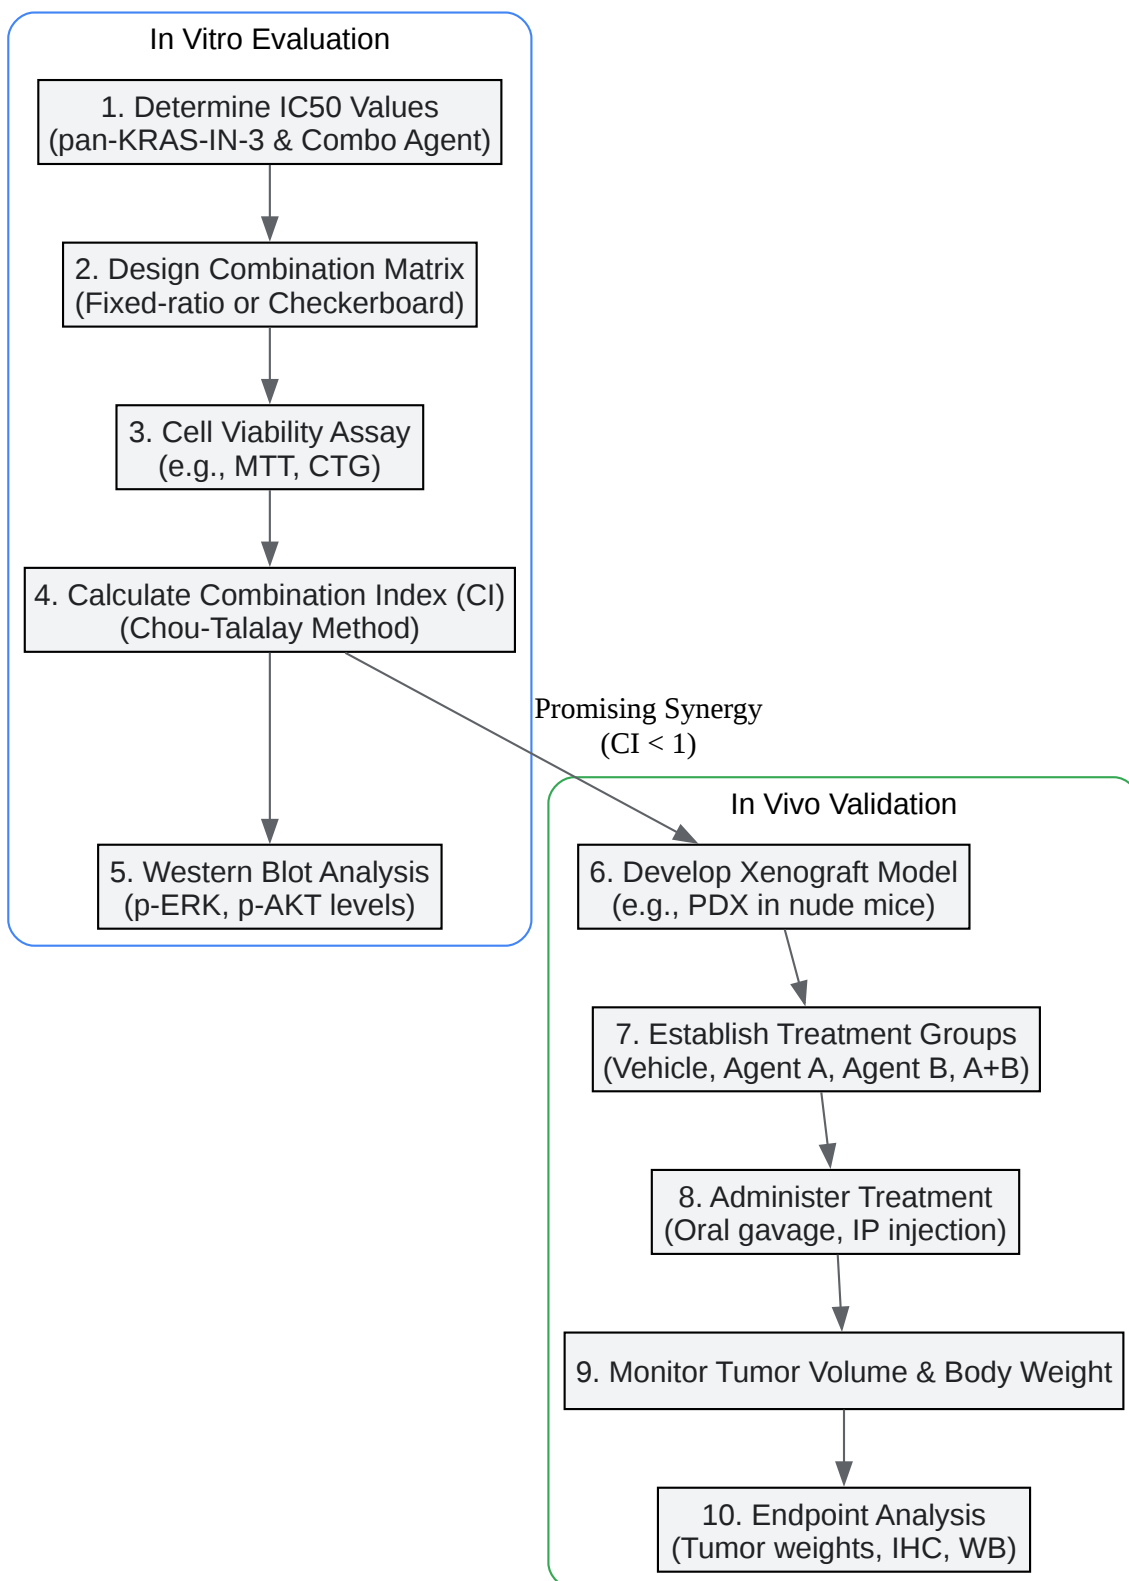 In Vitro Evaluation
1. Determine IC50 Values
(pan-KRAS-IN-3 & Combo Agent)
2. Design Combination Matrix
(Fixed-ratio or Checkerboard)
3. Cell Viability Assay
(e.g., MTT, CTG)
4. Calculate Combination Index (CI)
(Chou-Talalay Method)
Promising Synergy
(CI < 1)
5. Western Blot Analysis
(p-ERK, p-AKT levels)
In Vivo Validation
6. Develop Xenograft Model
(e.g., PDX in nude mice)
7. Establish Treatment Groups
(Vehicle, Agent A, Agent B, A+B)
8. Administer Treatment
(Oral gavage, IP injection)
9. Monitor Tumor Volume & Body Weight
10. Endpoint Analysis
(Tumor weights, IHC, WB)